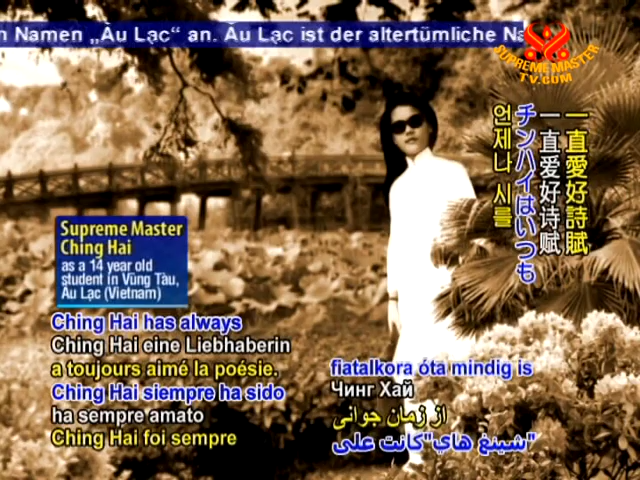 n Namen „Âu Lạc“ an. Âu Lạc ist der altertümliche Na
SUPREME MASTER
TV.COM
一直愛好詩賦
一直爱好诗赋
チンハイはいつも
언제나 시를
Supreme Master
Ching Hai
as a 14 year old
student in Vũng Tàu,
Âu Lạc (Vietnam)
Ching Hai has always
Ching Hai eine Liebhaberin
a toujours aimé la poésie.
Ching Hai siempre ha sido
ha sempre amato
Ching Hai foi sempre
fiatalkora óta mindig is
Чинг Хай
از زمان جوانی
"شينغ هاي"كانت على